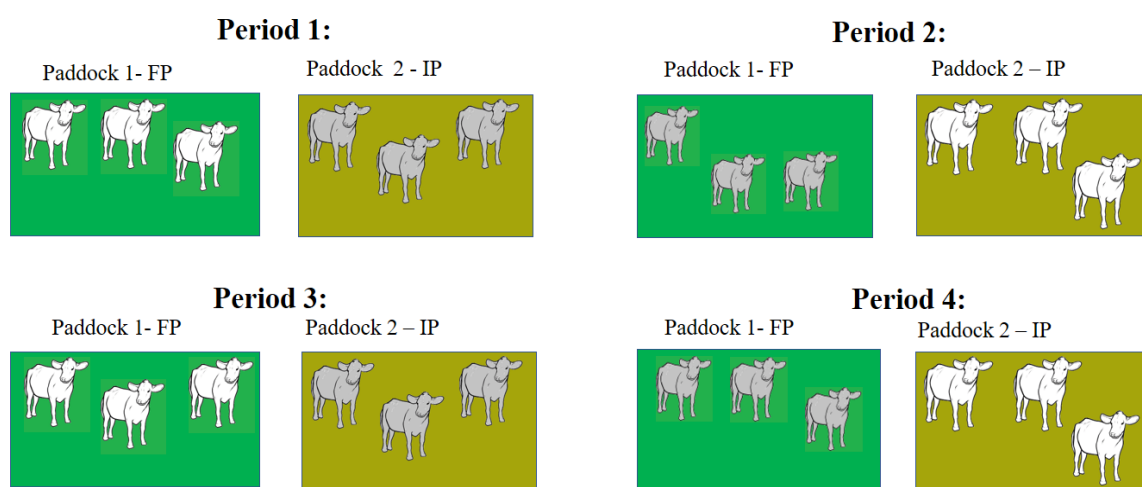 Period 1:
Paddock 1- FP
Paddock 2 - IP
Period 2:
Paddock 1- FP
Paddock 2 – IP
Period 3:
Paddock 1- FP
Paddock 2 – IP
Period 4:
Paddock 1- FP
Paddock 2 – IP